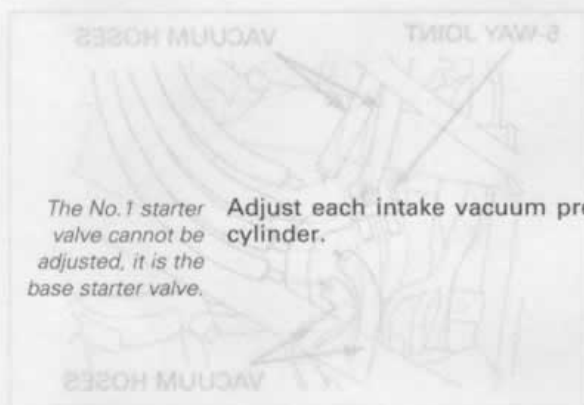 VACUUM HOSES
5-WAY JOINT
The No. 1 starter
valve cannot be
adjusted, it is the
base starter valve.
Adjust each intake vacuum pre
cylinder.
VACUUM HOSES